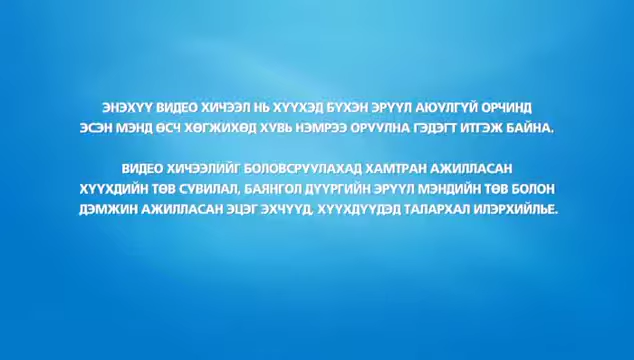 ЭНЭХҮҮ ВИДЕО ХИЧЭЭЛ НЬ ХҮҮХЭД БҮХЭН ЭРҮҮЛ АЮУЛГҮЙ ОРЧИНД
ЭСЭН МЭНД ӨСЧ ХӨГЖИХӨД ХУВЬ НЭМРЭЭ ОРУУЛНА ГЭДЭГТ ИТГЭЖ БАЙНА.
ВИДЕО ХИЧЭЭЛИЙГ БОЛОВСРУУЛАХАД ХАМТРАН АЖИЛЛАСАН
ХҮҮХДИЙН ТӨВ СУВИЛАЛ, БАЯНГОЛ ДҮҮРГИЙН ЭРҮҮЛ МЭНДИЙН ТӨВ БОЛОН
ДЭМЖИН АЖИЛЛАСАН ЭЦЭГ ЭХЧҮҮД, ХҮҮХДҮҮДЭД ТАЛАРХАЛ ИЛЭРХИЙЛЬЕ.